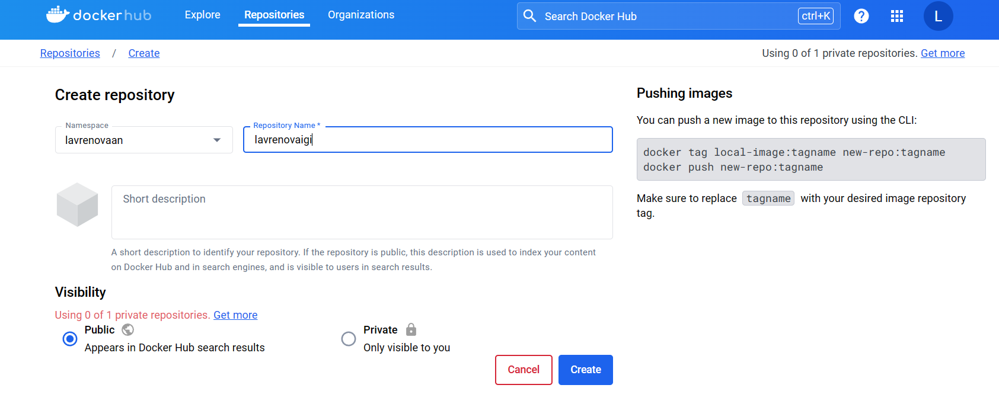 dockerhub Explore Repositories Organizations Search Docker Hub ctrl+K ? L
Repositories / Create Using 0 of 1 private repositories. Get more
Create repository
Namespace
lavrenovaan
Repository Name *
lavrenovaigi
Short description
A short description to identify your repository. If the repository is public, this description is used to index your content
on Docker Hub and in search engines, and is visible to users in search results.
Visibility
Using 0 of 1 private repositories. Get more
Public
Appears in Docker Hub search results
Private
Only visible to you
Cancel Create
Pushing images
You can push a new image to this repository using the CLI:
docker tag local-image:tagname new-repo:tagname
docker push new-repo:tagname
Make sure to replace tagname with your desired image repository
tag.